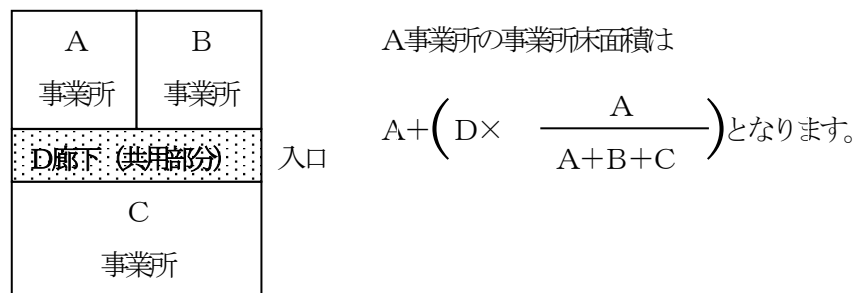 A B
事業所 事業所
D廊下(共用部分) 入口
C
事業所
A事業所の事業所床面積は
A+(D× A/A+B+C)となります。